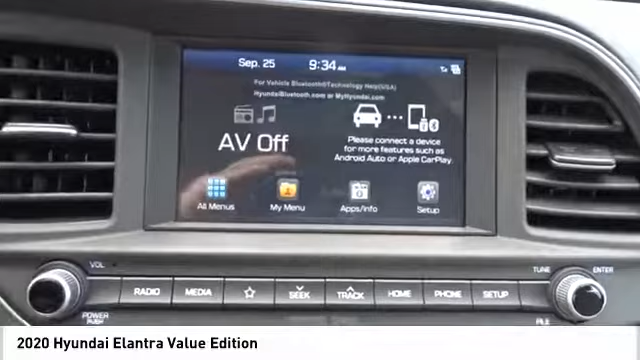 Sep. 25 9:34 AM
For Vehicle Bluetooth®Technology Help(USA)
HyundaiBluetooth.com or MyHyundai.com
AV Off
Please connect a device
for more features such as
Android Auto or Apple CarPlay.
All Menus My Menu Apps/Info Setup
VOL TUNE ENTER
RADIO MEDIA SEEK TRACK HOME PHONE SETUP
POWER
PUSH FILE
2020 Hyundai Elantra Value Edition